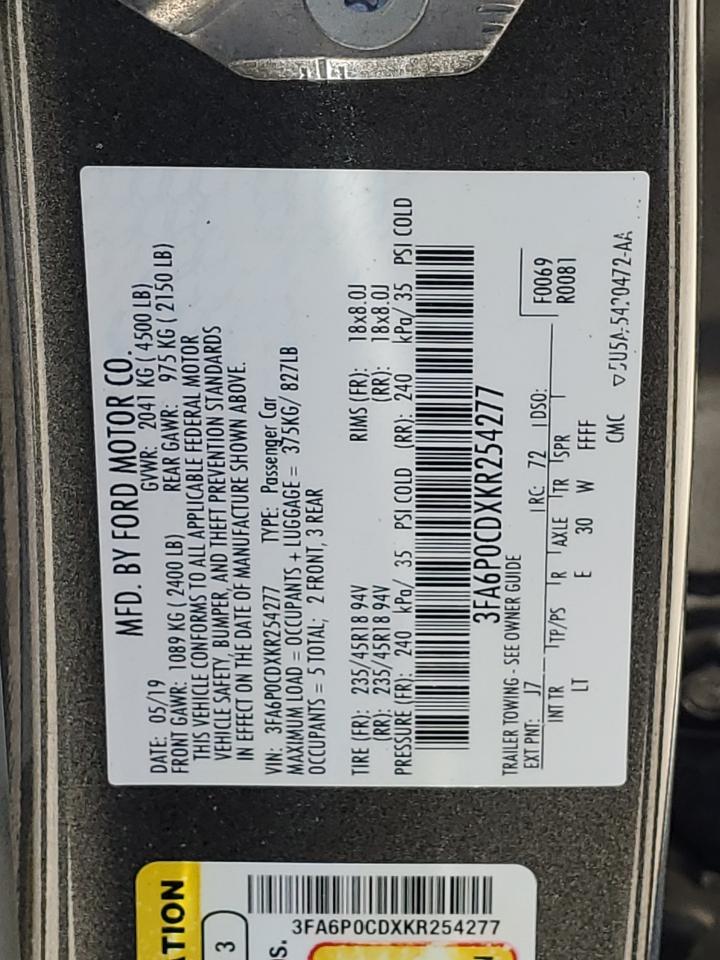 MFD. BY FORD MOTOR CO.
DATE: 05/19 GVWR: 2041 KG ( 4500 LB)
FRONT GAWR: 1089 KG ( 2400 LB) REAR GAWR: 975 KG ( 2150 LB)
THIS VEHICLE CONFORMS TO ALL APPLICABLE FEDERAL MOTOR
VEHICLE SAFETY, BUMPER, AND THEFT PREVENTION STANDARDS
IN EFFECT ON THE DATE OF MANUFACTURE SHOWN ABOVE.
VIN: 3FA6P0CDXKR254277 TYPE: Passenger Car
MAXIMUM LOAD = OCCUPANTS + LUGGAGE = 375KG/ 827LB
OCCUPANTS = 5 TOTAL; 2 FRONT, 3 REAR
TIRE (FR): 235/45R18 94V RIMS (FR): 18x8.0J
(RR): 235/45R18 94V (RR): 18x8.0J
PRESSURE (FR): 240 kPa/ 35 PSI COLD (RR): 240 kPa/ 35 PSI COLD
3FA6P0CDXKR254277
TRAILER TOWING - SEE OWNER GUIDE
F0069
EXT PNT: J7 RC: 72 DSO: R0081
INT TR TP/PS R AXLE TR SPR
LT E 30 W FFFF
CMC ▽5U5A-5420472-AA
3FA6P0CDXKR254277
3